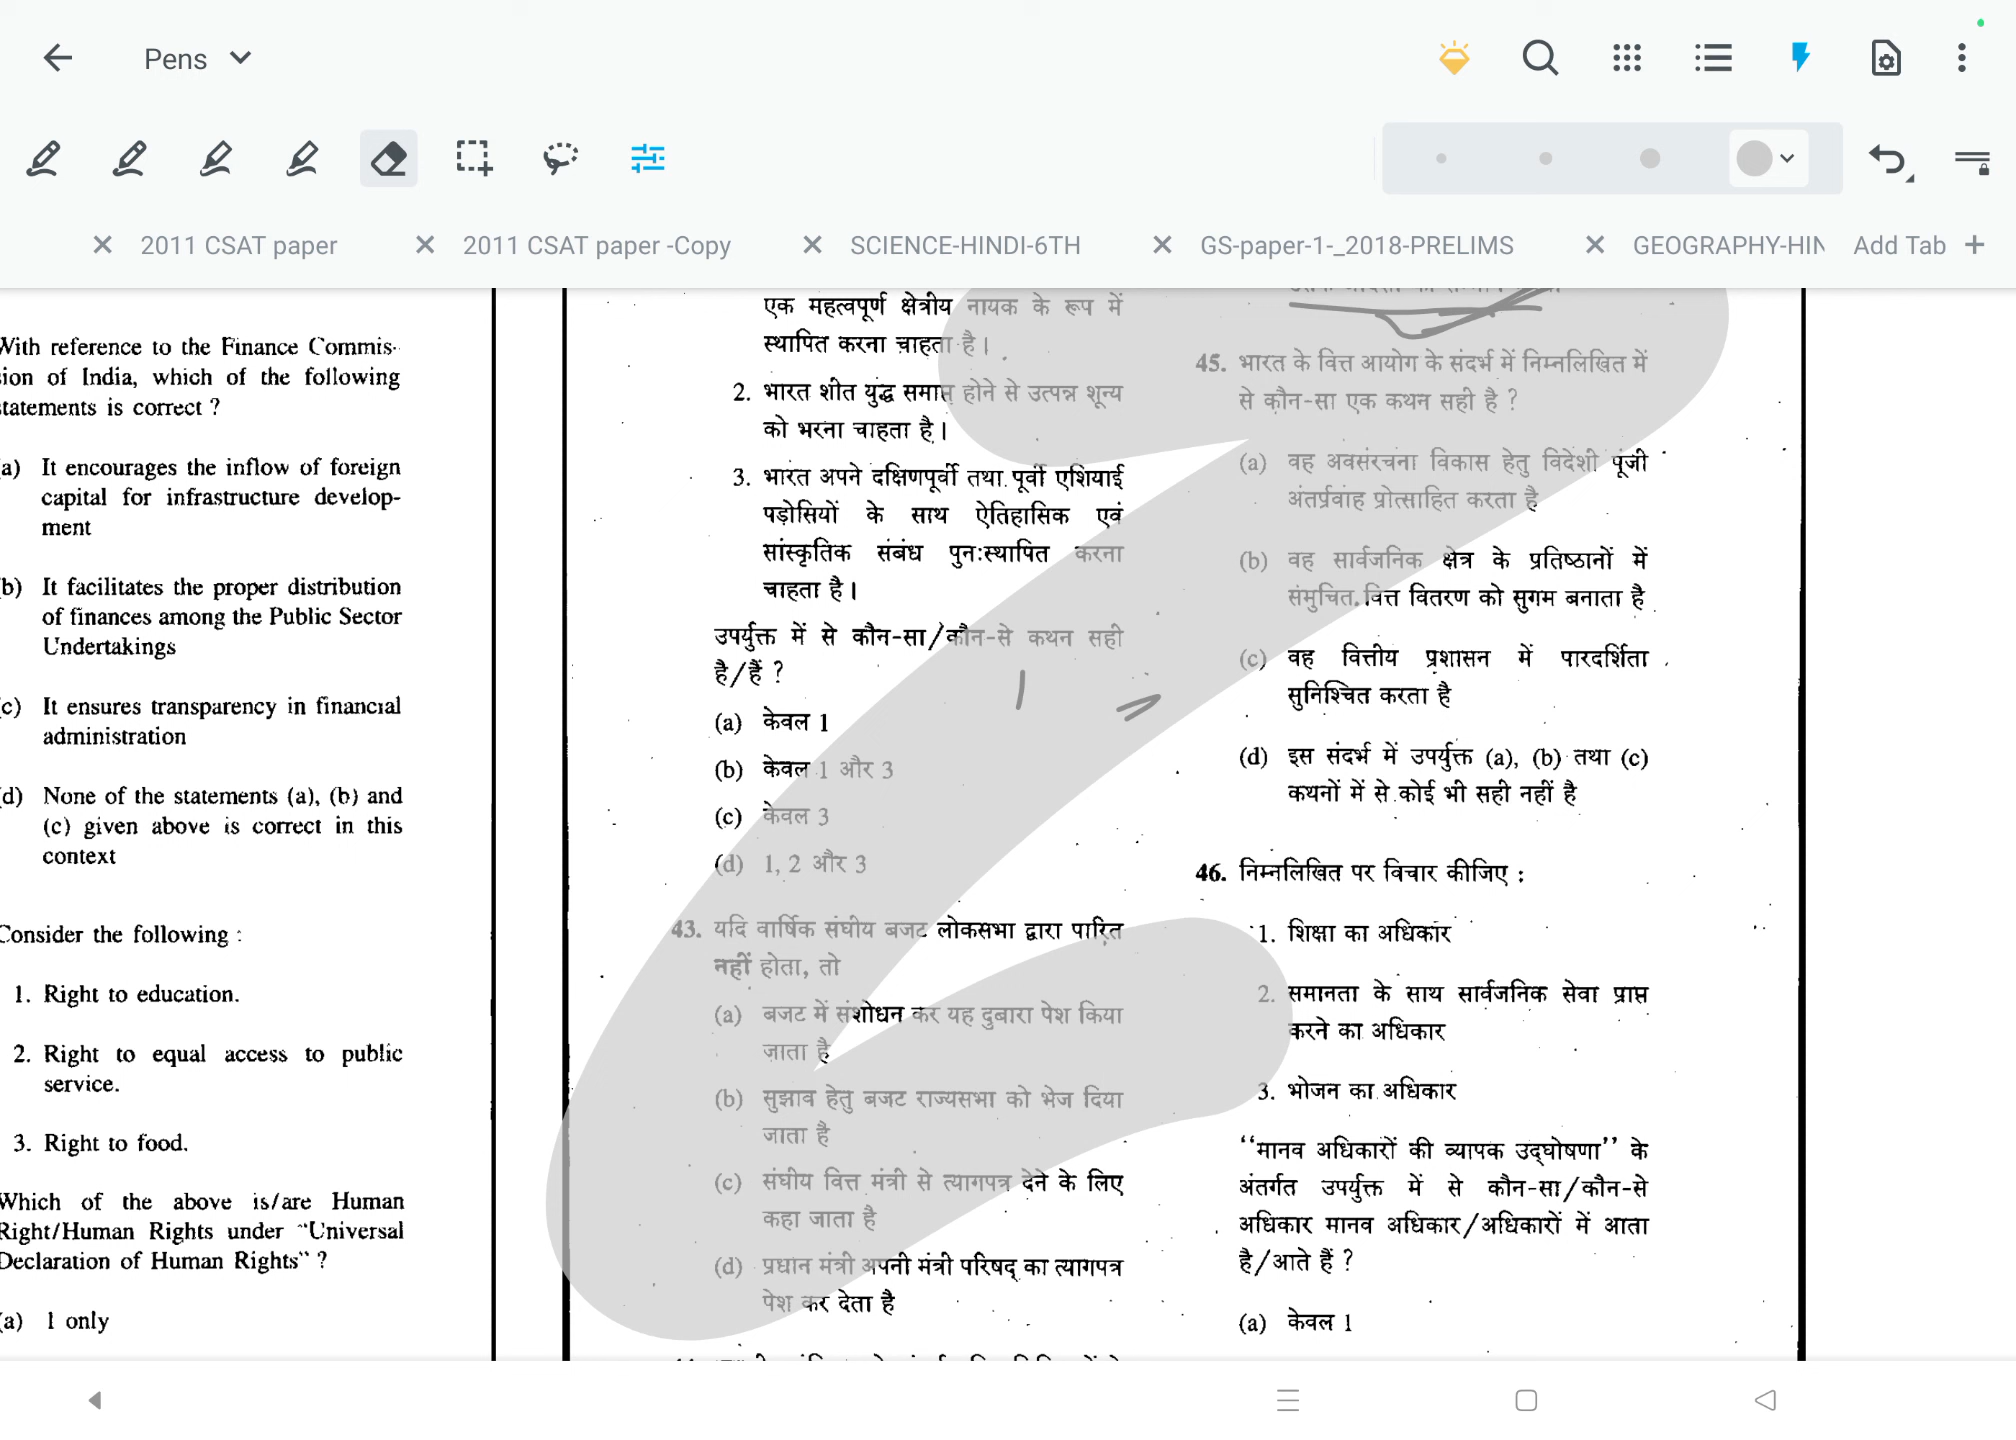 Pens
2011 CSAT paper
2011 CSAT paper -Copy
SCIENCE-HINDI-6TH
GS-paper-1-_2018-PRELIMS
GEOGRAPHY-HIN
Add Tab +
With reference to the Finance Commis-
ion of India, which of the following
tatements is correct ?
a) It encourages the inflow of foreign
capital for infrastructure develop-
ment
b) It facilitates the proper distribution
of finances among the Public Sector
Undertakings
c) It ensures transparency in financial
administration
d) None of the statements (a), (b) and
(c) given above is correct in this
context
Consider the following :
1. Right to education.
2. Right to equal access to public
service.
3. Right to food.
Which of the above is/are Human
Right/Human Rights under "Universal
Declaration of Human Rights" ?
(a) 1 only
एक महत्वपूर्ण क्षेत्रीय नायक के रूप में
स्थापित करना चाहता है।
2. भारत शीत युद्ध समाप्त होने से उत्पन्न शून्य
को भरना चाहता है।
3. भारत अपने दक्षिणपूर्वी तथा पूर्वी एशियाई
पड़ोसियों के साथ ऐतिहासिक एवं
सांस्कृतिक संबंध पुन:स्थापित करना
चाहता है।
उपर्युक्त में से कौन-सा/कौन-से कथन सही
है/हैं ?
(a) केवल 1
(b) केवल 1 और 3
(c) केवल 3
(d) 1, 2 और 3
43. यदि वार्षिक संघीय बजट लोकसभा द्वारा पारित
नहीं होता, तो
(a) बजट में संशोधन कर यह दुबारा पेश किया
जाता है
(b) सुझाव हेतु बजट राज्यसभा को भेज दिया
जाता है
(c) संघीय वित्त मंत्री से त्यागपत्र देने के लिए
कहा जाता है
(d) प्रधान मंत्री अपनी मंत्री परिषद् का त्यागपत्र
पेश कर देता है
45. भारत के वित्त आयोग के संदर्भ में निम्नलिखित में
से कौन-सा एक कथन सही है ?
(a) वह अवसंरचना विकास हेतु विदेशी पूंजी
अंतर्प्रवाह प्रोत्साहित करता है
(b) वह सार्वजनिक क्षेत्र के प्रतिष्ठानों में
संमुचित वित्त वितरण को सुगम बनाता है
(c) वह वित्तीय प्रशासन में पारदर्शिता
सुनिश्चित करता है
(d) इस संदर्भ में उपर्युक्त (a), (b) तथा (c)
कथनों में से कोई भी सही नहीं है
46. निम्नलिखित पर विचार कीजिए :
1. शिक्षा का अधिकार
2. समानता के साथ सार्वजनिक सेवा प्राप्त
करने का अधिकार
3. भोजन का अधिकार
“मानव अधिकारों की व्यापक उद्घोषणा” के
अंतर्गत उपर्युक्त में से कौन-सा/कौन-से
अधिकार मानव अधिकार/अधिकारों में आता
है/आते हैं ?
(a) केवल 1